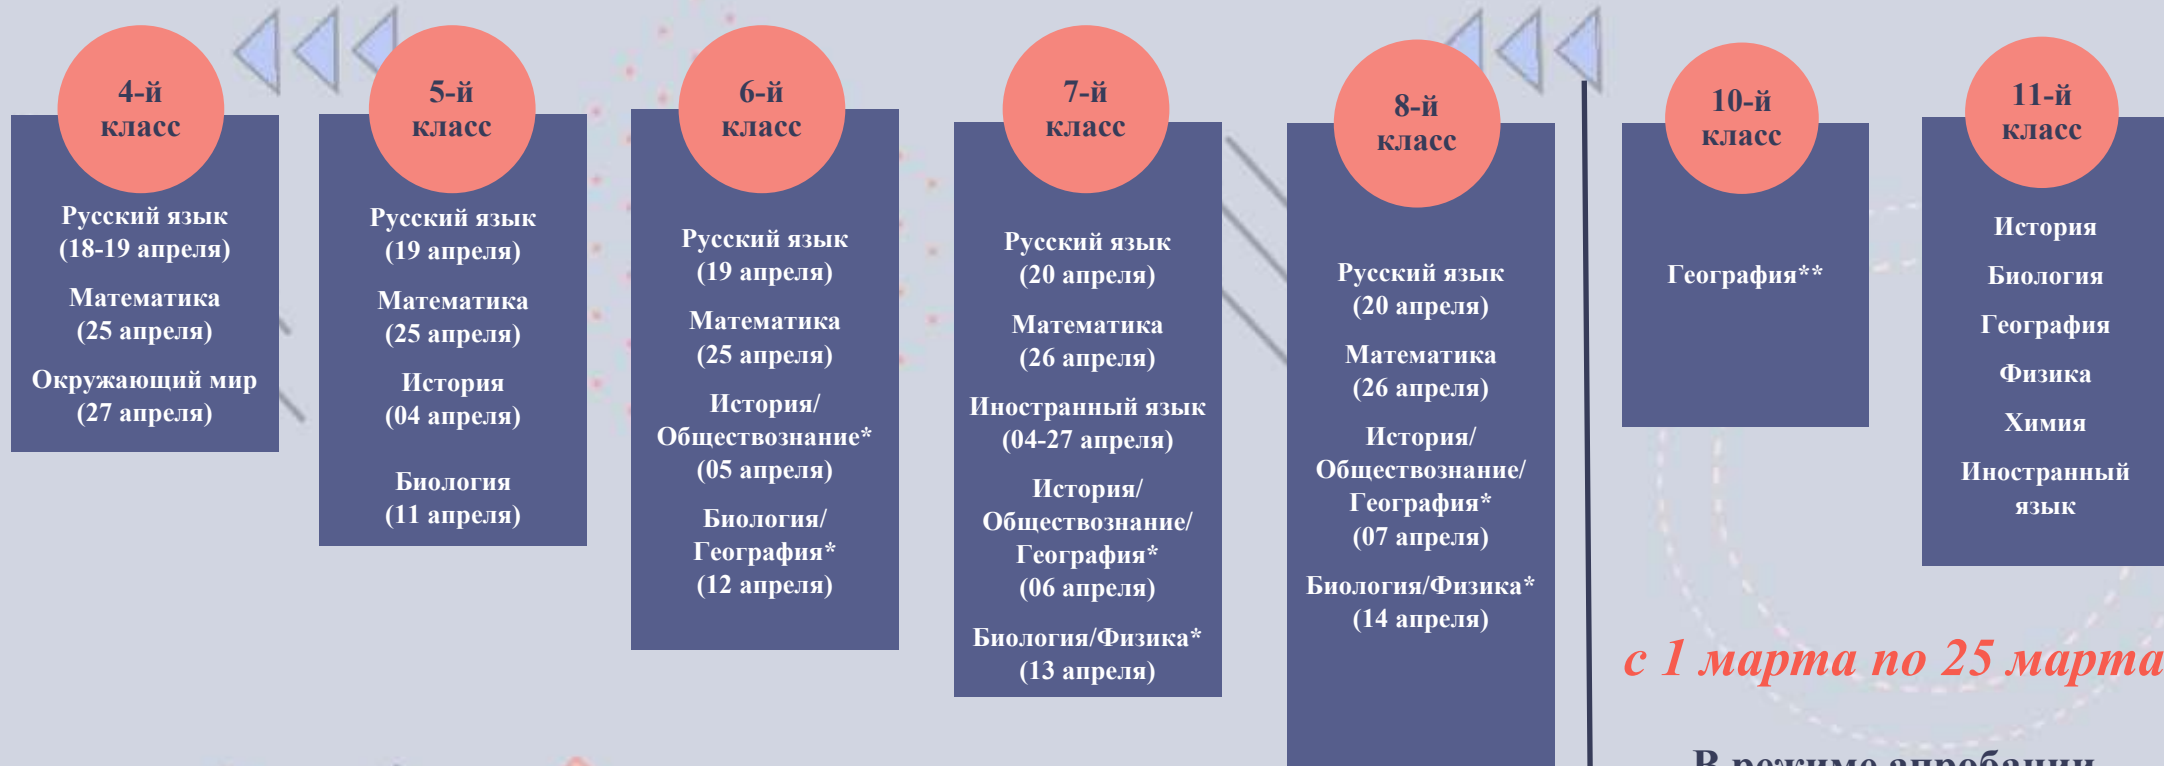 4-й
класс
Русский язык
(18-19 апреля)
Математика
(25 апреля)
Окружающий мир
(27 апреля)
5-й
класс
Русский язык
(19 апреля)
Математика
(25 апреля)
История
(04 апреля)
Биология
(11 апреля)
6-й
класс
Русский язык
(19 апреля)
Математика
(25 апреля)
История/
Обществознание*
(05 апреля)
Биология/
География*
(12 апреля)
7-й
класс
Русский язык
(20 апреля)
Математика
(26 апреля)
Иностранный язык
(04-27 апреля)
История/
Обществознание/
География*
(06 апреля)
Биология/Физика*
(13 апреля)
8-й
класс
Русский язык
(20 апреля)
Математика
(26 апреля)
История/
Обществознание/
География*
(07 апреля)
Биология/Физика*
(14 апреля)
10-й
класс
География**
11-й
класс
История
Биология
География
Физика
Химия
Иностранный
язык
с 1 марта по 25 марта
В режиме апробации